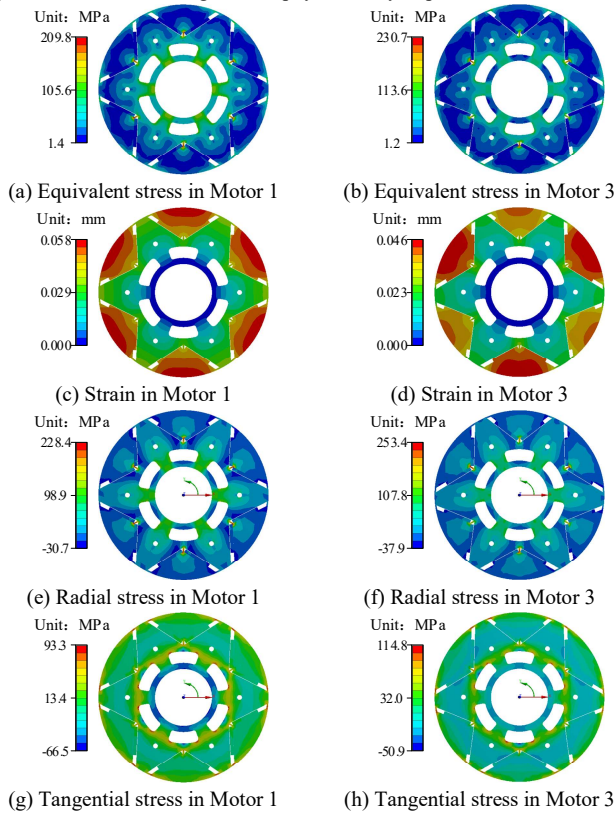 Unit: MPa Unit: MPa
209.8 230.7
105.6 113.6
1.4 1.2
(a) Equivalent stress in Motor 1 (b) Equivalent stress in Motor 3
Unit: mm Unit: mm
0.058 0.046
0.029 0.023
0.000 0.000
(c) Strain in Motor 1 (d) Strain in Motor 3
Unit: MPa Unit: MPa
228.4 253.4
98.9 107.8
-30.7 -37.9
(e) Radial stress in Motor 1 (f) Radial stress in Motor 3
Unit: MPa Unit: MPa
93.3 114.8
13.4 32.0
-66.5 -50.9
(g) Tangential stress in Motor 1 (h) Tangential stress in Motor 3